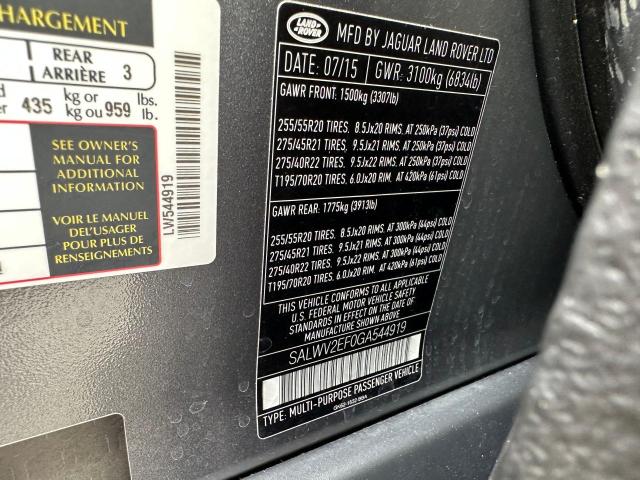 CHARGEMENT
REAR
ARRIÈRE 3
435 kg or 959 lbs.
kg ou lb.
SEE OWNER'S
MANUAL FOR
ADDITIONAL
INFORMATION
VOIR LE MANUEL
DE L'USAGER
POUR PLUS DE
RENSEIGNEMENTS
LW544919
LAND
ROVER
MFD BY JAGUAR LAND ROVER LTD
DATE: 07/15 GWR: 3100kg (6834lb)
GAWR FRONT: 1500kg (3307lb)
255/55R20 TIRES. 8.5Jx20 RIMS. AT 250kPa (37psi) COLD
275/45R21 TIRES. 9.5Jx21 RIMS. AT 250kPa (37psi) COLD
275/40R22 TIRES. 9.5Jx22 RIMS. AT 250kPa (37psi) COLD
T195/70R20 TIRES. 6.0Jx20 RIM. AT 420kPa (61psi) COLD
GAWR REAR: 1775kg (3913lb)
255/55R20 TIRES. 8.5Jx20 RIMS. AT 300kPa (44psi) COLD
275/45R21 TIRES. 9.5Jx21 RIMS. AT 300kPa (44psi) COLD
275/40R22 TIRES. 9.5Jx22 RIMS. AT 300kPa (44psi) COLD
T195/70R20 TIRES. 6.0Jx20 RIM. AT 420kPa (61psi) COLD
THIS VEHICLE CONFORMS TO ALL APPLICABLE
U.S. FEDERAL MOTOR VEHICLE SAFETY
STANDARDS IN EFFECT ON THE DATE OF
MANUFACTURE SHOWN ABOVE.
SALWV2EF0GA544919
TYPE: MULTI-PURPOSE PASSENGER VEHICLE